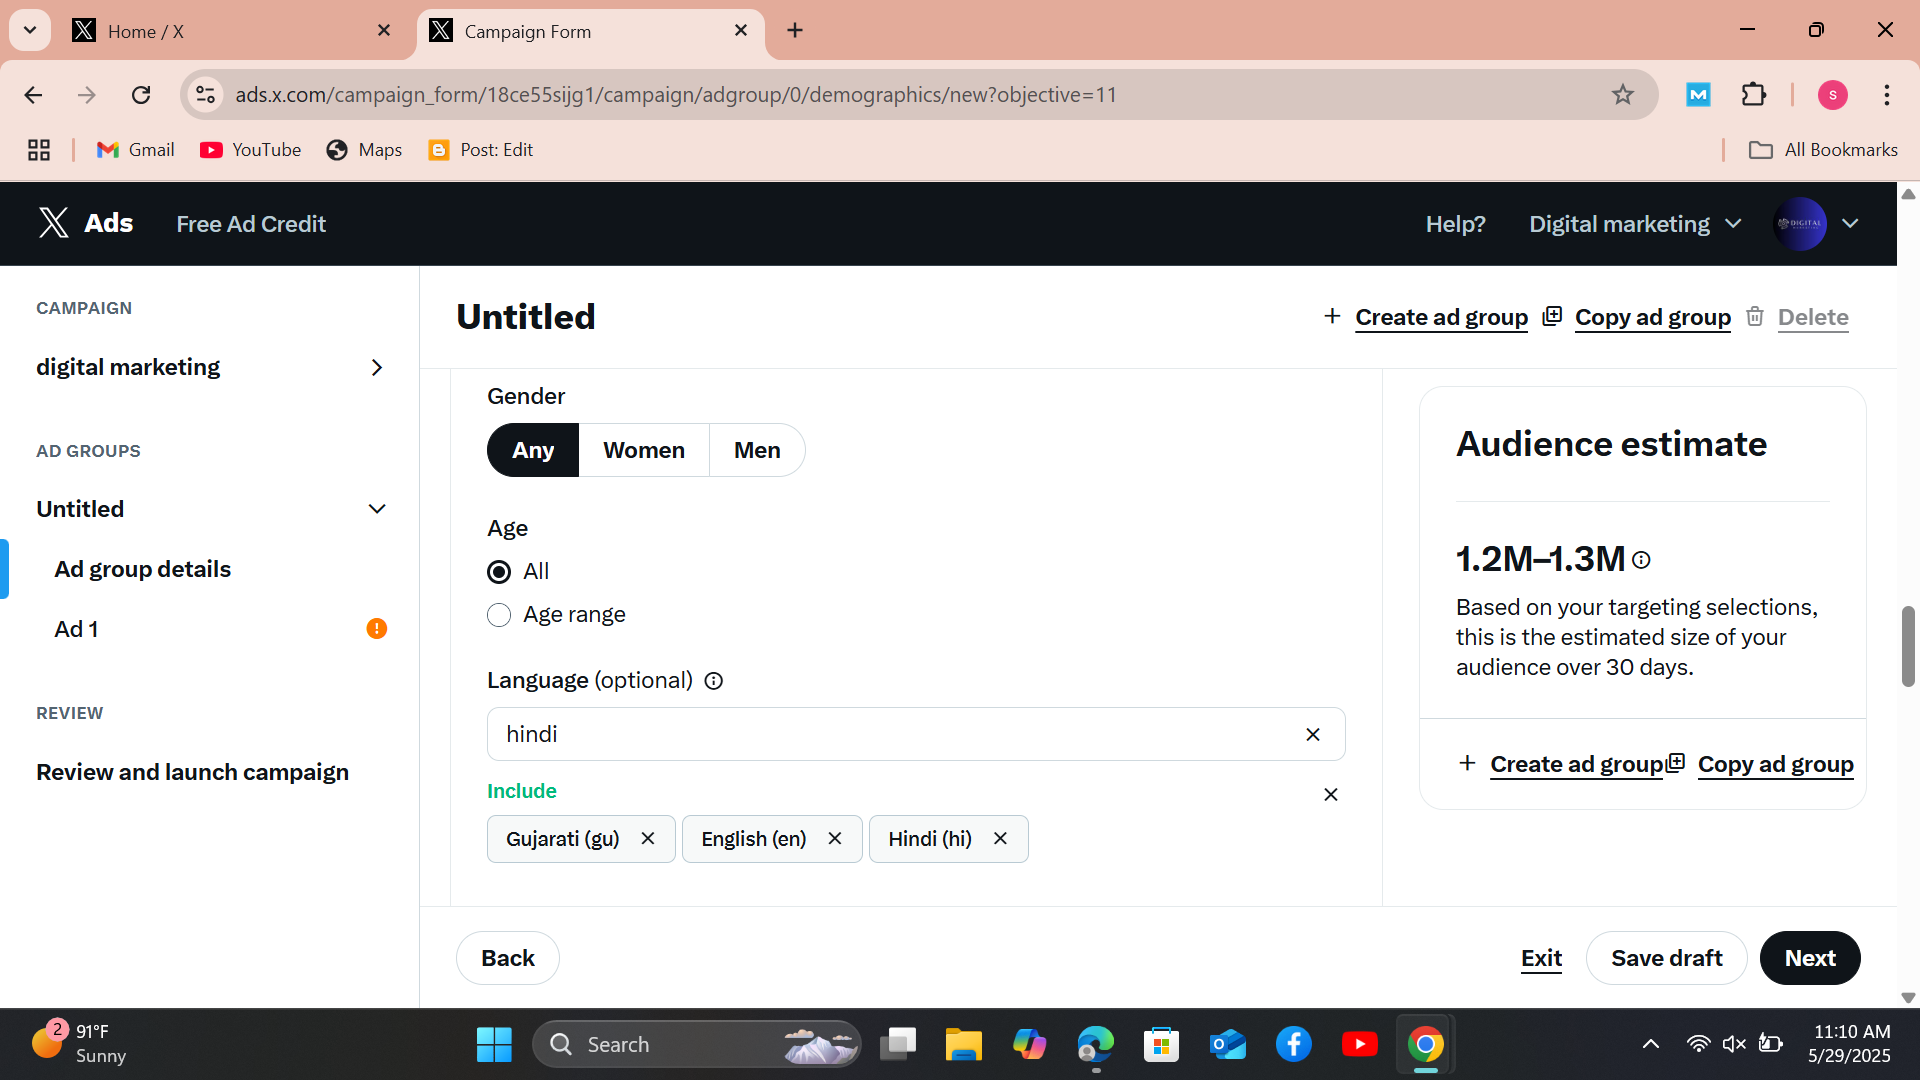 Home / X
Campaign Form
ads.x.com/campaign_form/18ce55sijg1/campaign/adgroup/0/demographics/new?objective=11
S
Gmail
YouTube
Maps
Post: Edit
All Bookmarks
Ads
Free Ad Credit
Help?
Digital marketing
DIGITAL
CAMPAIGN
digital marketing
AD GROUPS
Untitled
Ad group details
Ad 1
REVIEW
Review and launch campaign
Untitled
+ Create ad group
Copy ad group
Delete
Gender
Any
Women
Men
Age
All
Age range
Language (optional)
hindi
Include
Gujarati (gu)
English (en)
Hindi (hi)
Audience estimate
1.2M–1.3M
Based on your targeting selections,
this is the estimated size of your
audience over 30 days.
+ Create ad group
Copy ad group
Back
Exit
Save draft
Next
2
91°F
Sunny
Search
11:10 AM
5/29/2025